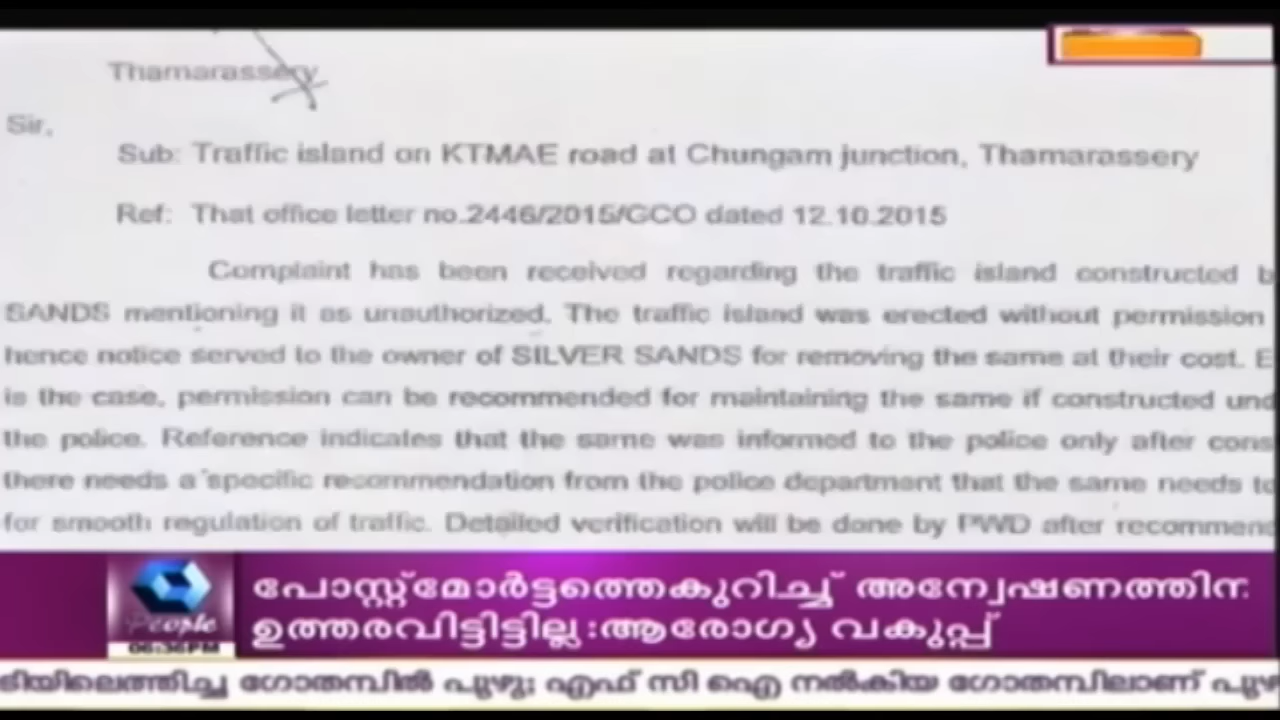 Thamarassery
Sir,
Sub: Traffic island on KTMAE road at Chungam junction, Thamarassery
Ref: That office letter no.2446/2015/GCO dated 12.10.2015
Complaint has been received regarding the traffic island constructed b
SANDS mentioning it as unauthorized. The traffic island was erected without permission
hence notice served to the owner of SILVER SANDS for removing the same at their cost. E
is the case, permission can be recommended for maintaining the same if constructed und
the police. Reference indicates that the same was informed to the police only after cons
there needs a specific recommendation from the police department that the same needs to
for smooth regulation of traffic. Detailed verification will be done by PWD after recommend
പോസ്റ്റ്മോർട്ടത്തെകുറിച്ച് അന്വേഷണത്തിന്
ഉത്തരവിട്ടിട്ടില്ല :ആരോഗ്യ വകുപ്പ്
People
06:36PM
ടിയിലെത്തിച്ച ഗോതമ്പിൽ പുഴു; എഫ് സി ഐ നൽകിയ ഗോതമ്പിലാണ് പുഴ